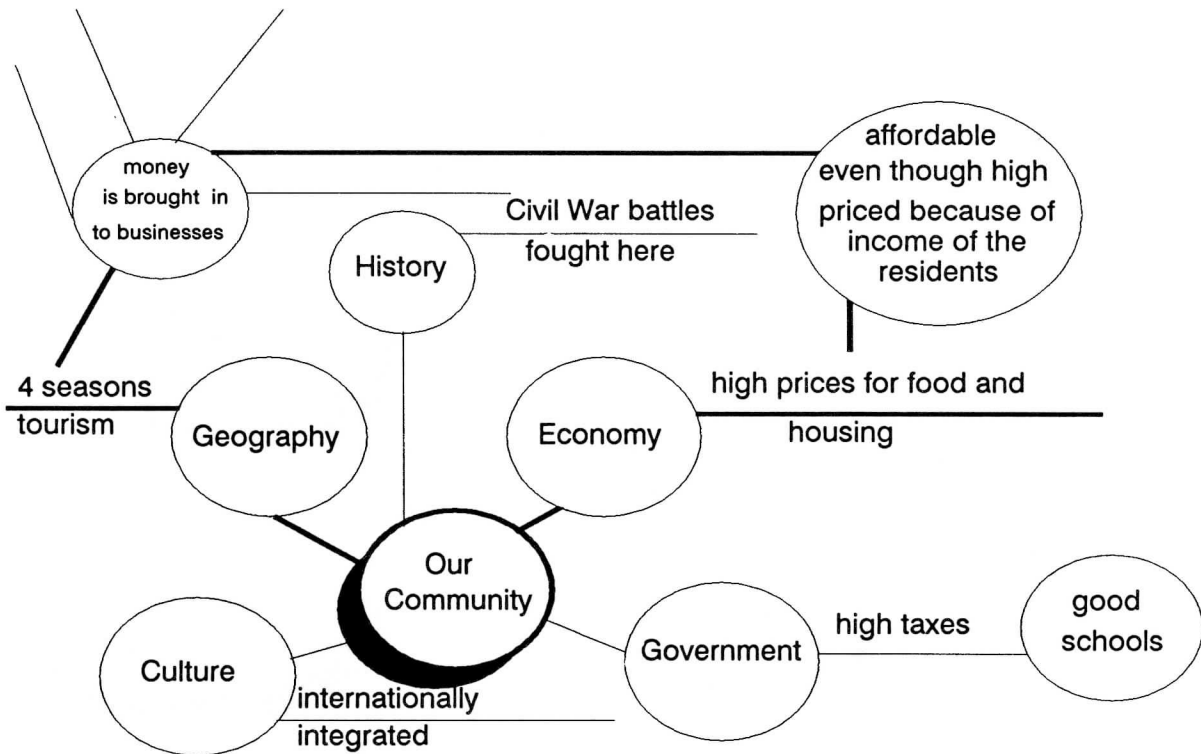 money
is brought in
to businesses
affordable
even though high
priced because of
income of the
residents
Civil War battles
fought here
History
4 seasons
tourism
Geography
Economy
high prices for food and
housing
Our
Community
Culture
internationally
integrated
Government
high taxes
good
schools